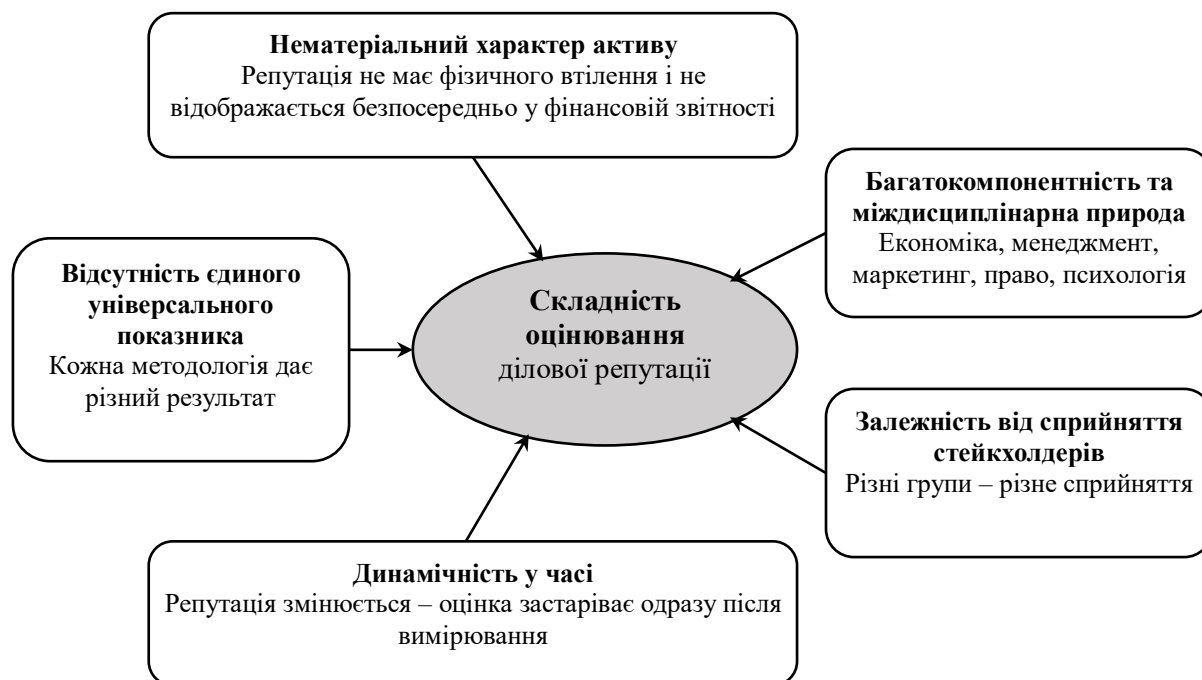 Нематеріальний характер активу
Репутація не має фізичного втілення і не
відображається безпосередньо у фінансовій звітності
Багатокомпонентність та
міждисциплінарна природа
Економіка, менеджмент,
маркетинг, право, психологія
Відсутність єдиного
універсального
показника
Кожна методологія дає
різний результат
Складність
оцінювання
ділової репутації
Залежність від сприйняття
стейкхолдерів
Різні групи – різне сприйняття
Динамічність у часі
Репутація змінюється – оцінка застаріває одразу після
вимірювання